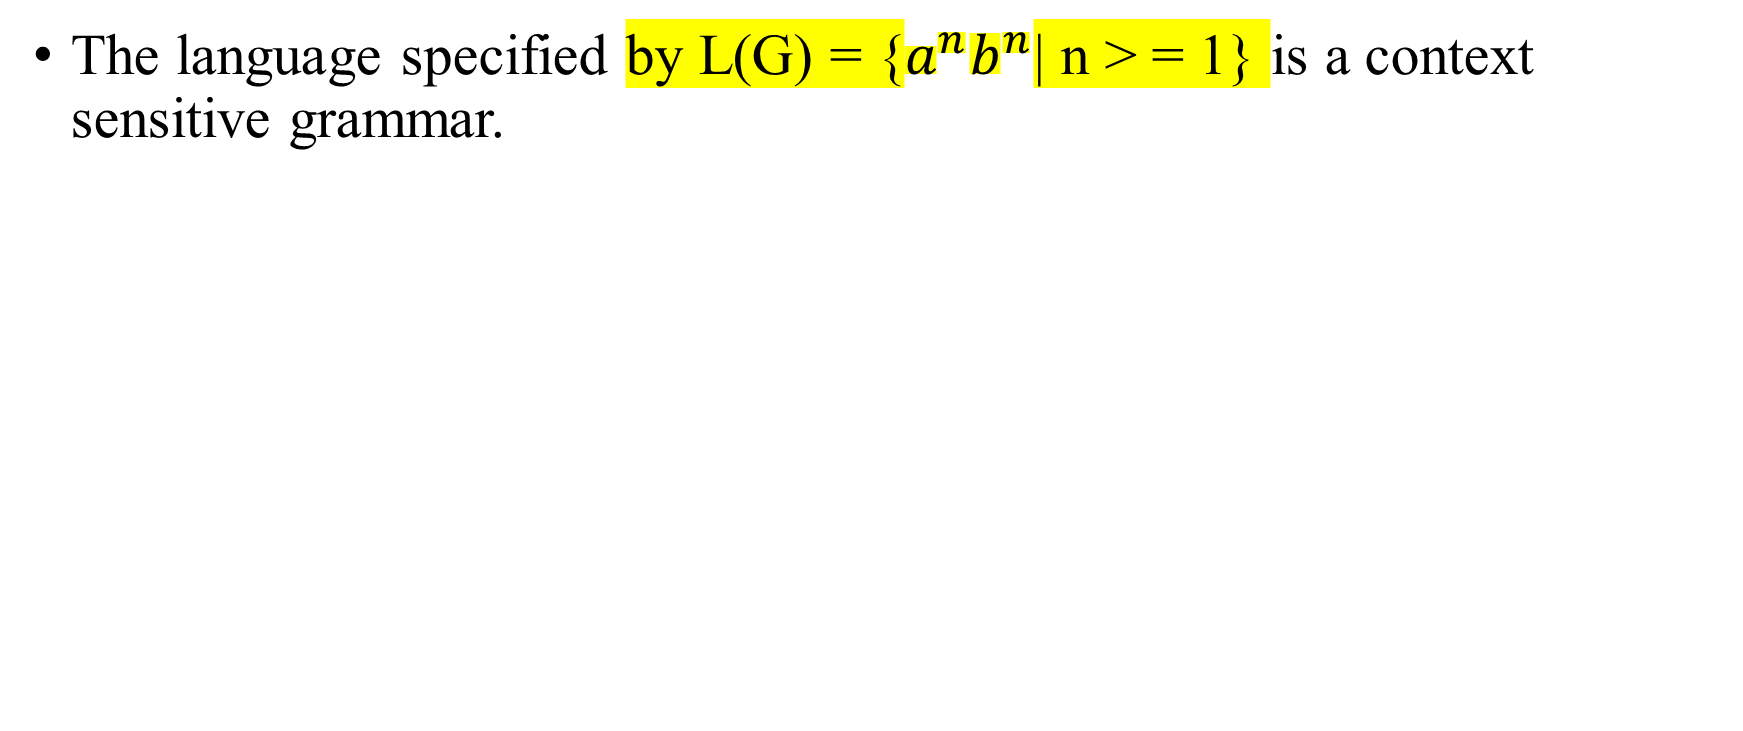 • The language specified by L(G) = {𝑎ⁿ𝑏ⁿ| n > = 1} is a context
sensitive grammar.